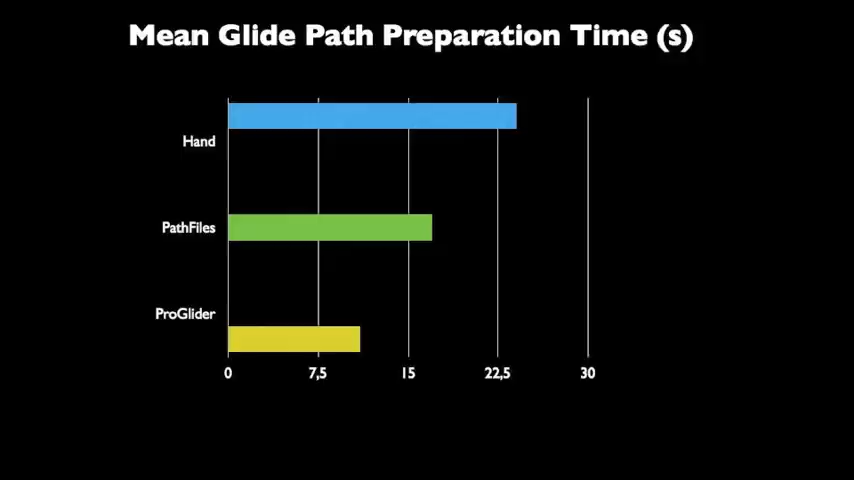 Mean Glide Path Preparation Time (s)
Hand
PathFiles
ProGlider
0 7,5 15 22,5 30